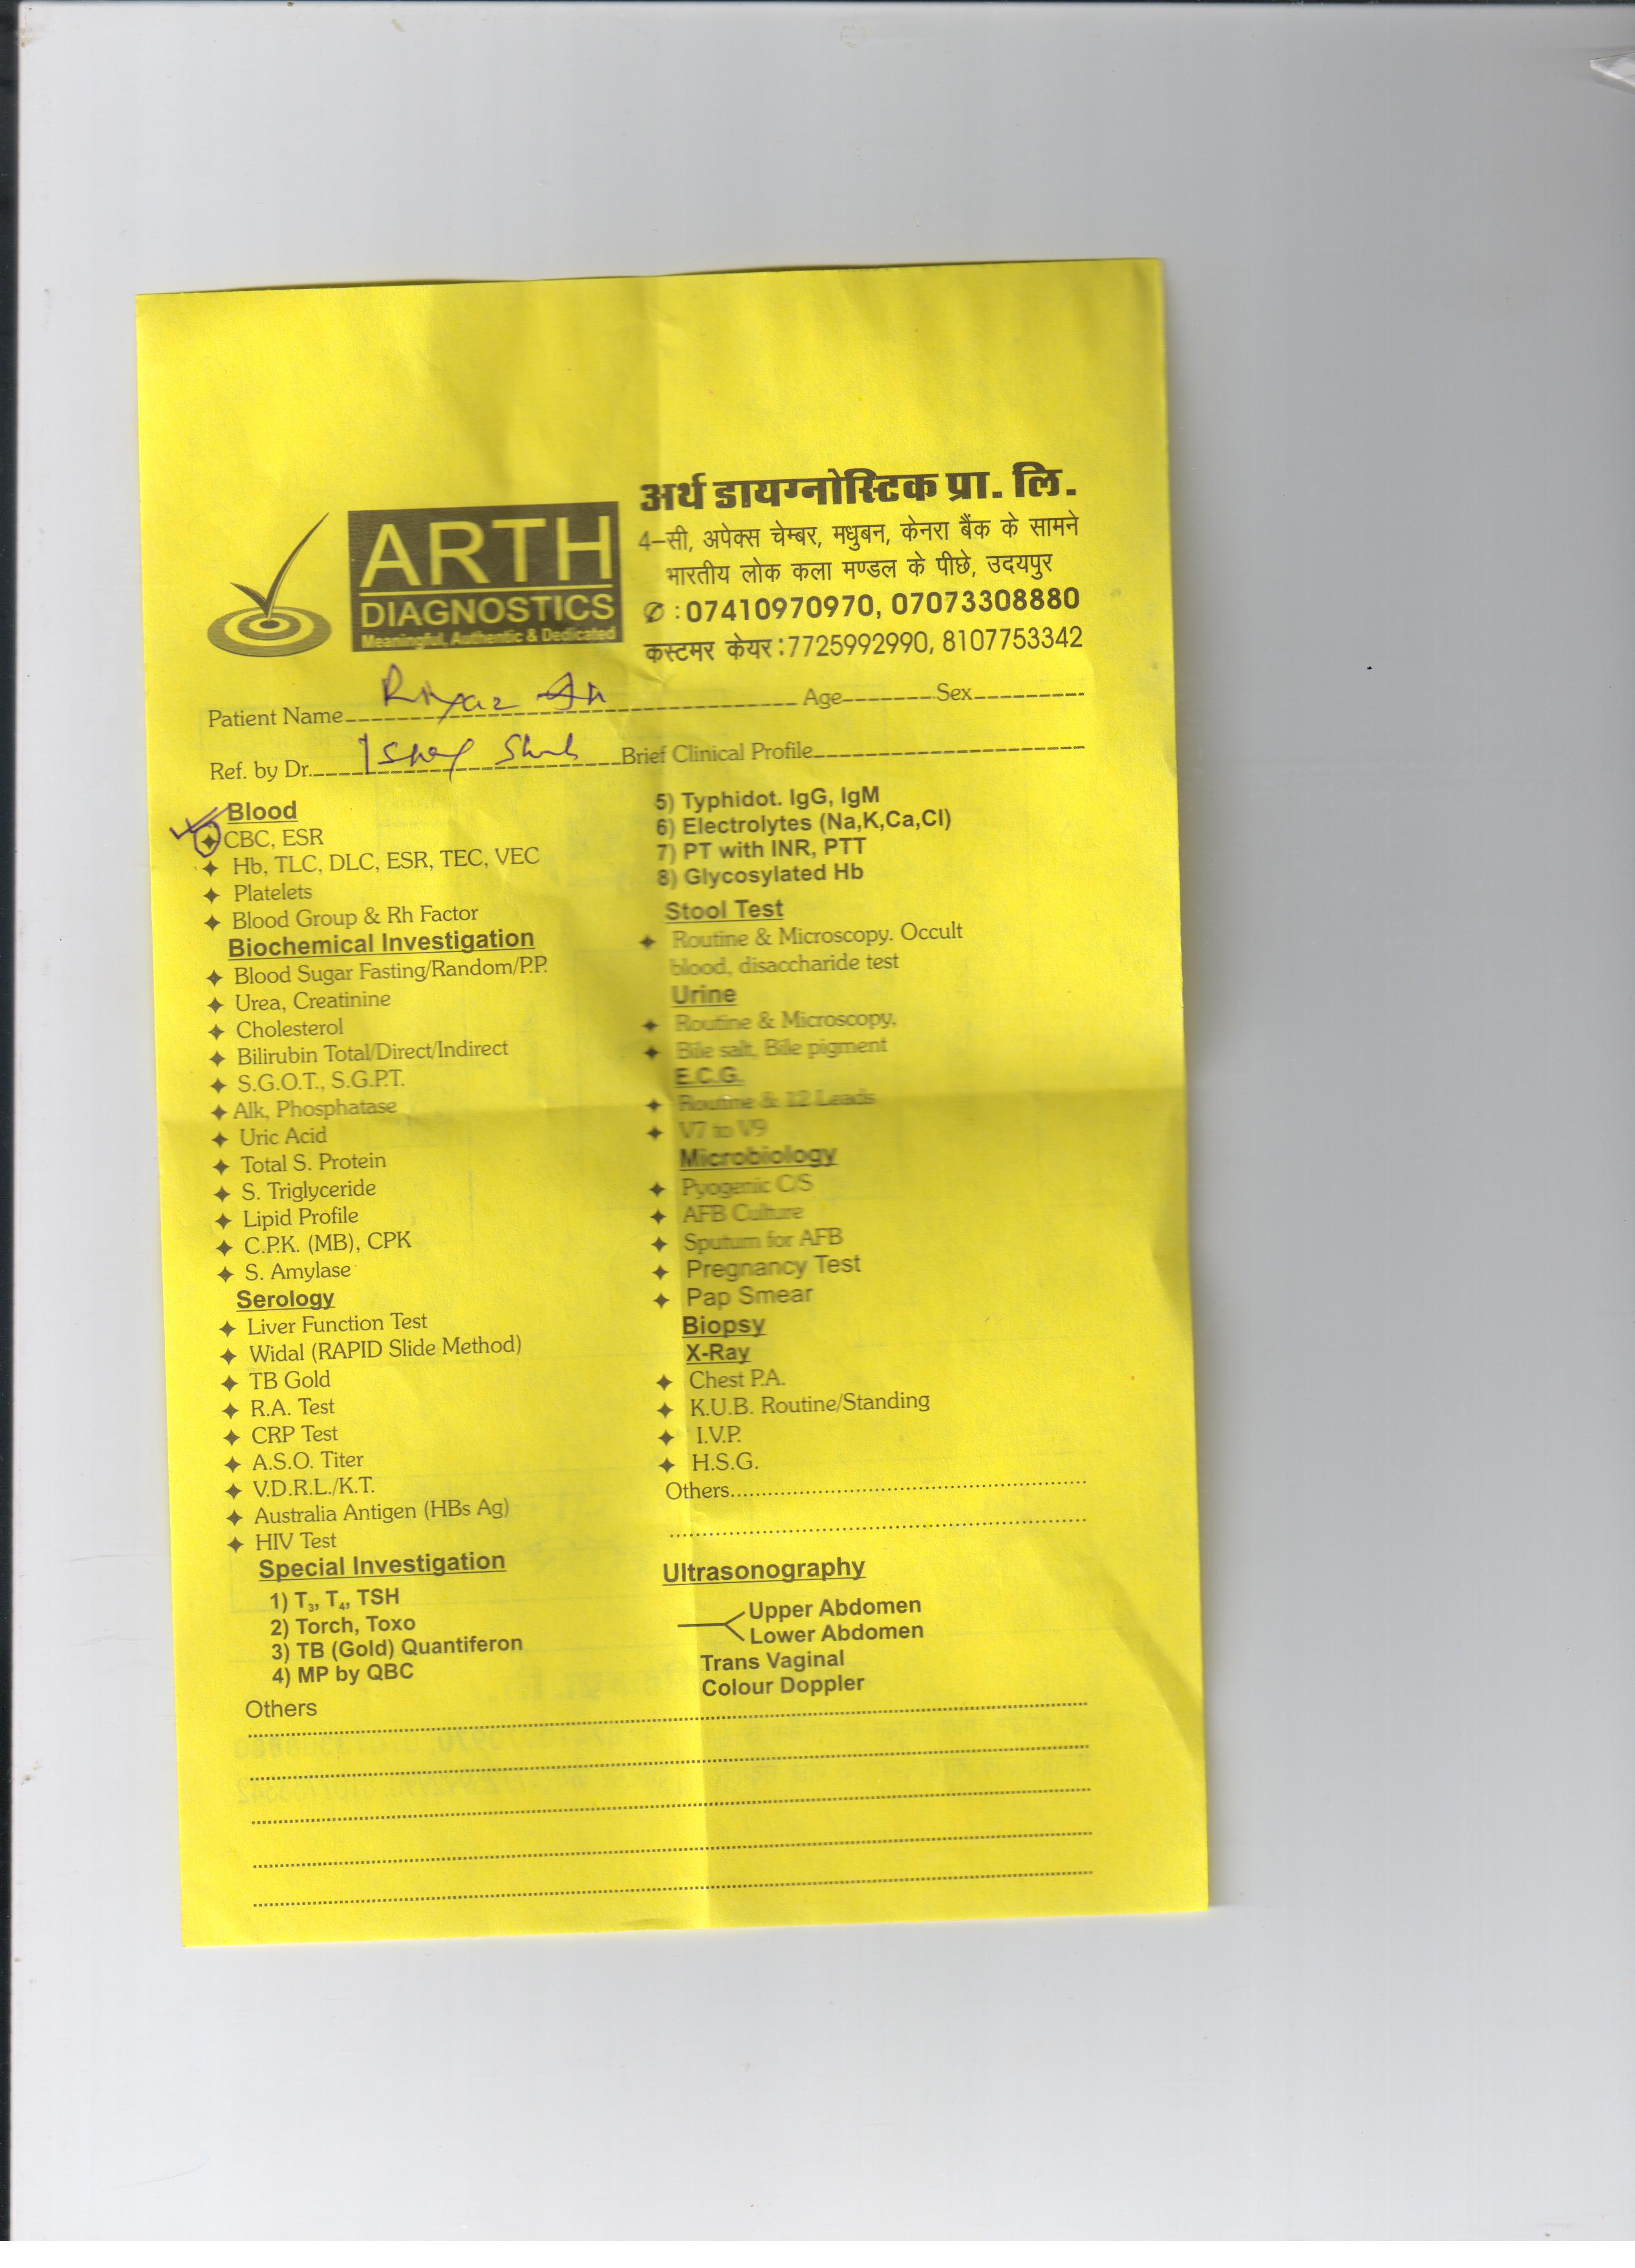 अर्थ डायग्नोस्टिक प्रा. लि.
ARTH
DIAGNOSTICS
Meaningful, Authentic & Dedicated
4-सी, अपेक्स चेम्बर, मधुबन, केनरा बैंक के सामने
भारतीय लोक कला मण्डल के पीछे, उदयपुर
✆ : 07410970970, 07073308880
कस्टमर केयर : 7725992990, 8107753342
Patient Name Riyaz Age Sex
Ref. by Dr. Brief Clinical Profile
Blood
CBC, ESR
Hb, TLC, DLC, ESR, TEC, VEC
Platelets
Blood Group & Rh Factor
Biochemical Investigation
Blood Sugar Fasting/Random/P.P.
Urea, Creatinine
Cholesterol
Bilirubin Total/Direct/Indirect
S.G.O.T., S.G.P.T.
Alk, Phosphatase
Uric Acid
Total S. Protein
S. Triglyceride
Lipid Profile
C.P.K. (MB), CPK
S. Amylase
Serology
Liver Function Test
Widal (RAPID Slide Method)
TB Gold
R.A. Test
CRP Test
A.S.O. Titer
V.D.R.L./K.T.
Australia Antigen (HBs Ag)
HIV Test
Special Investigation
1) T3, T4, TSH
2) Torch, Toxo
3) TB (Gold) Quantiferon
4) MP by QBC
5) Typhidot. IgG, IgM
6) Electrolytes (Na,K,Ca,Cl)
7) PT with INR, PTT
8) Glycosylated Hb
Stool Test
Routine & Microscopy. Occult
blood, disaccharide test
Urine
Routine & Microscopy,
Bile salt, Bile pigment
E.C.G.
Routine & 12 Leads
V7 to V9
Microbiology
Pyogenic C/S
AFB Culture
Sputum for AFB
Pregnancy Test
Pap Smear
Biopsy
X-Ray
Chest P.A.
K.U.B. Routine/Standing
I.V.P.
H.S.G.
Others
Ultrasonography
Upper Abdomen
Lower Abdomen
Trans Vaginal
Colour Doppler
Others